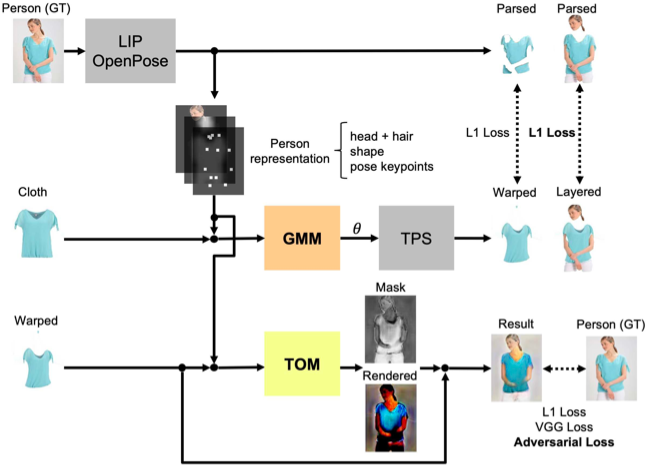 Person (GT)
LIP
OpenPose
Parsed
Parsed
Person
representation
head + hair
shape
pose keypoints
L1 Loss
L1 Loss
Cloth
GMM
θ
TPS
Warped
Layered
Warped
TOM
Mask
Rendered
Result
Person (GT)
L1 Loss
VGG Loss
Adversarial Loss